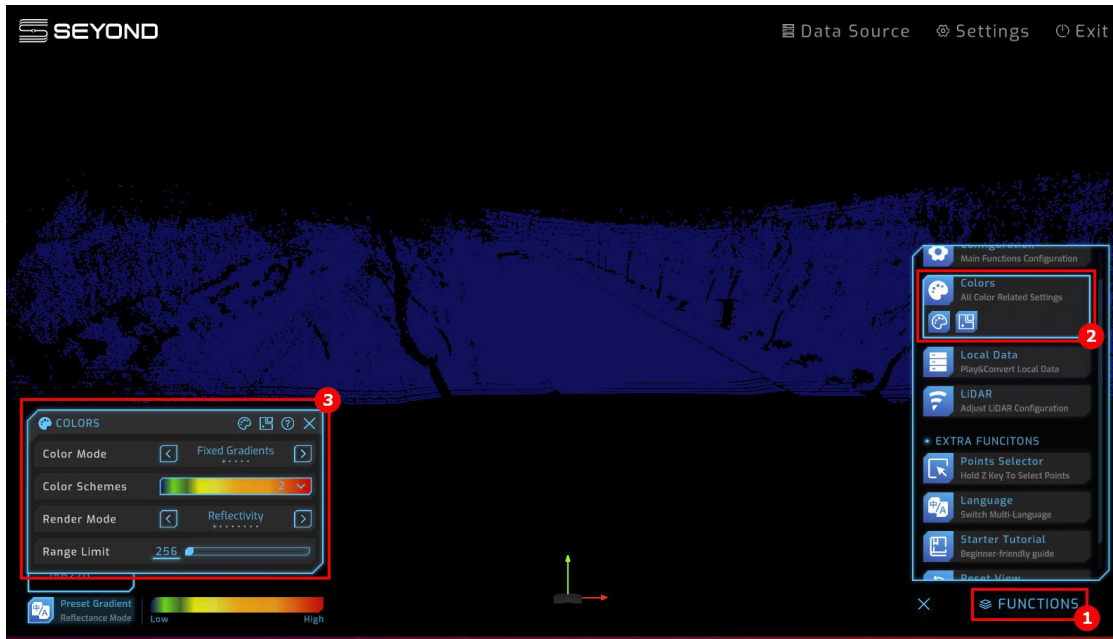 SEYOND
Data Source
Settings
Exit
Configuration
Main Functions Configuration
Colors
All Color Related Settings
2
Local Data
Play&Convert Local Data
LiDAR
Adjust LiDAR Configuration
EXTRA FUNCITONS
Points Selector
Hold Z Key To Select Points
Language
Switch Multi-Language
Starter Tutorial
Beginner-friendly guide
Reset View
FUNCTIONS
1
3
COLORS
Color Mode
Fixed Gradients
Color Schemes
2
Render Mode
Reflectivity
Range Limit
256
Preset Gradient
Reflectance Mode
Low
High